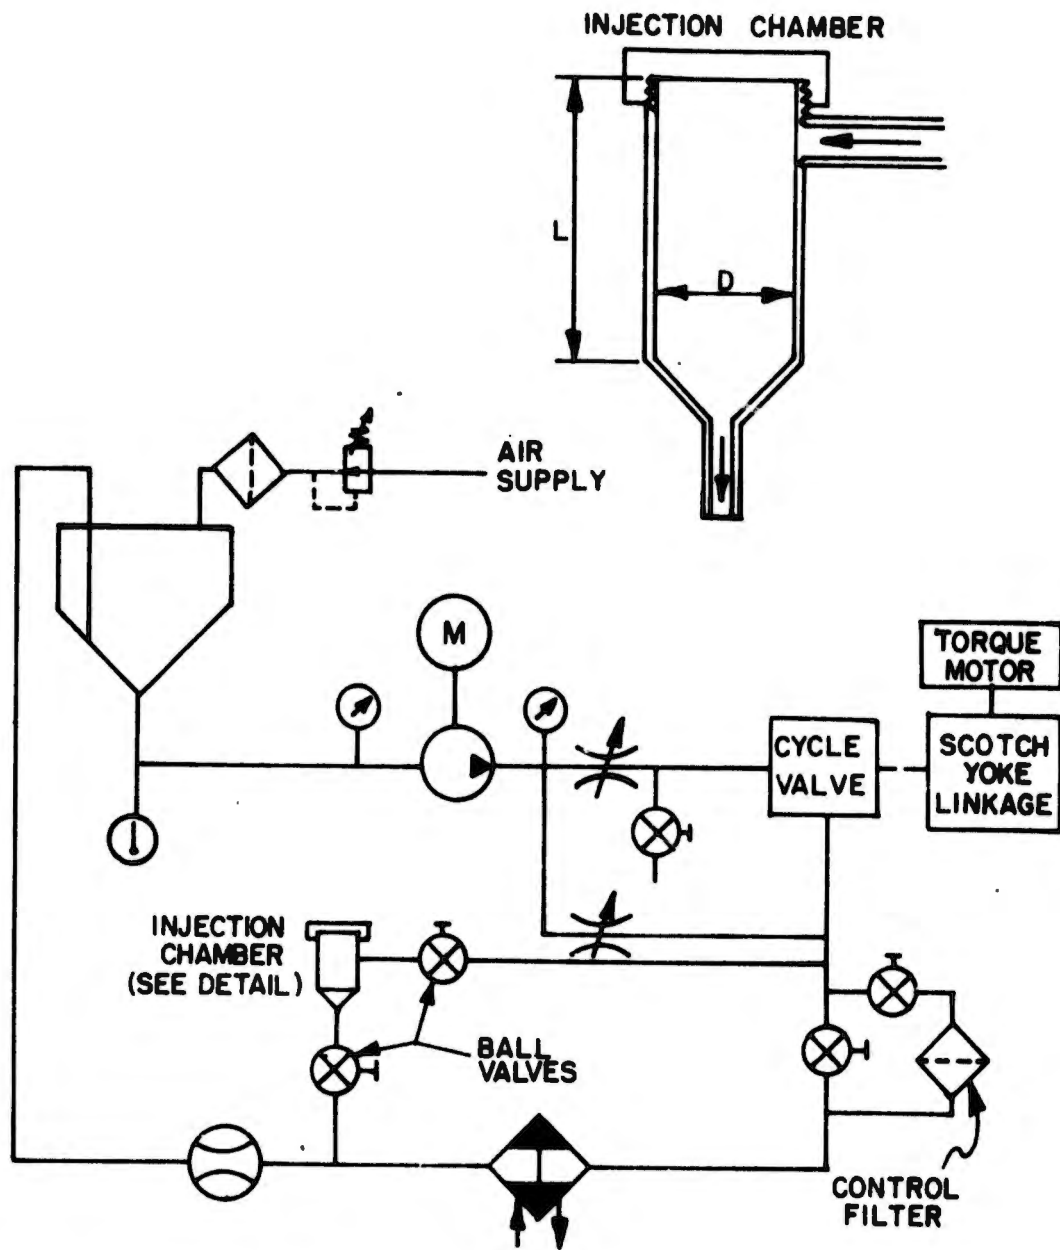 INJECTION CHAMBER
L
D
AIR
SUPPLY
M
TORQUE
MOTOR
CYCLE
VALVE
SCOTCH
YOKE
LINKAGE
INJECTION
CHAMBER
(SEE DETAIL)
BALL
VALVES
CONTROL
FILTER